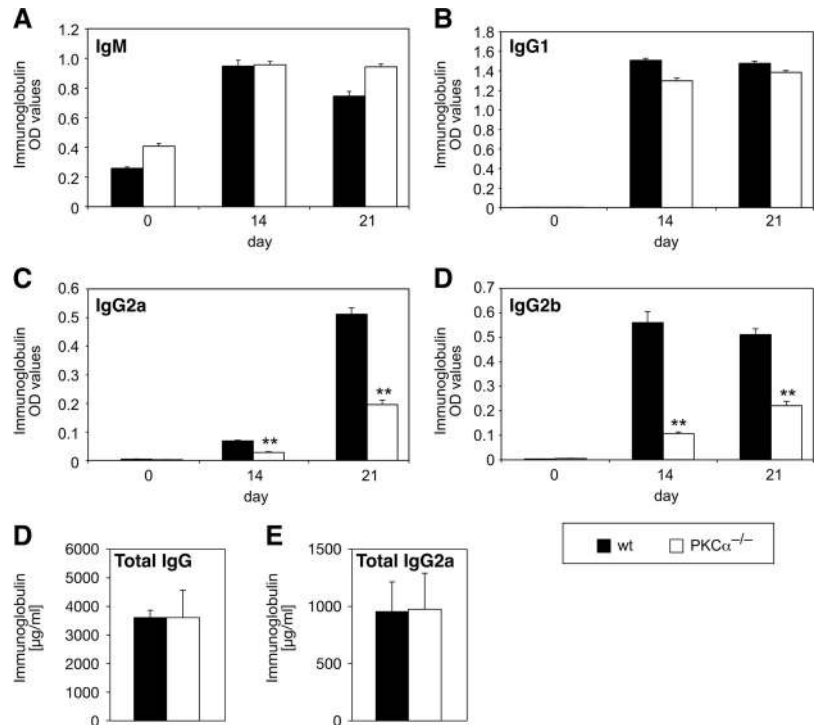 A
IgM
Immunoglobulin
OD values
1.2
1.0
0.8
0.6
0.4
0.2
0
0 14 21
day
B
IgG1
Immunoglobulin
OD values
1.8
1.6
1.4
1.2
1.0
0.8
0.6
0.4
0.2
0
0 14 21
day
C
IgG2a
Immunoglobulin
OD values
0.6
0.5
0.4
0.3
0.2
0.1
0
** **
0 14 21
day
D
IgG2b
Immunoglobulin
OD values
0.7
0.6
0.5
0.4
0.3
0.2
0.1
0
** **
0 14 21
day
D
Total IgG
Immunoglobulin
[µg/ml]
6000
5000
4000
3000
2000
1000
0
E
Total IgG2a
Immunoglobulin
[µg/ml]
1500
1000
500
0
wt PKCα−/−